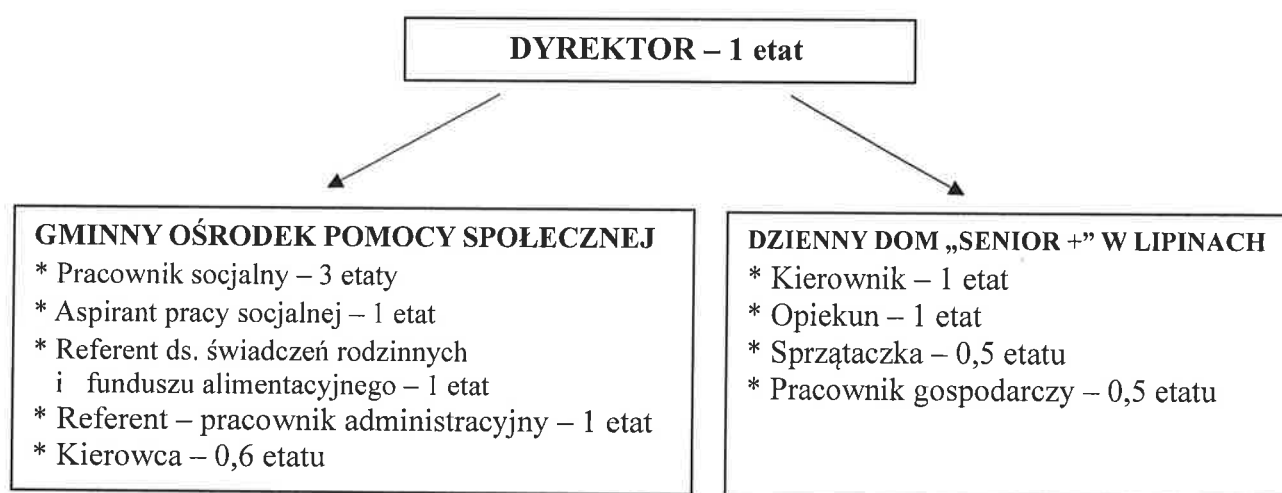 DYREKTOR – 1 etat
GMINNY OŚRODEK POMOCY SPOŁECZNEJ
* Pracownik socjalny – 3 etaty
* Aspirant pracy socjalnej – 1 etat
* Referent ds. świadczeń rodzinnych
i funduszu alimentacyjnego – 1 etat
* Referent – pracownik administracyjny – 1 etat
* Kierowca – 0,6 etatu
DZIENNY DOM „SENIOR +” W LIPINACH
* Kierownik – 1 etat
* Opiekun – 1 etat
* Sprzątaczka – 0,5 etatu
* Pracownik gospodarczy – 0,5 etatu